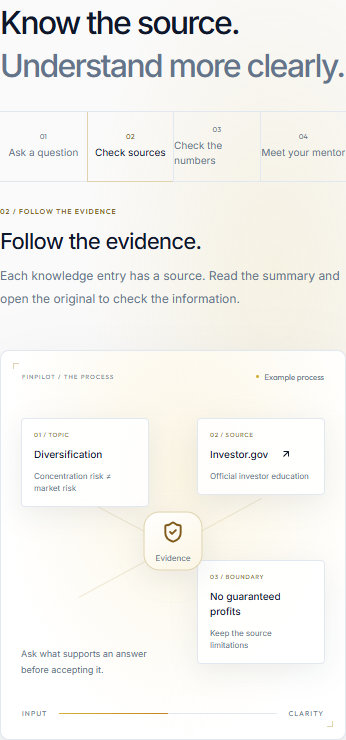 Know the source.
Understand more clearly.
01
Ask a question
02
Check sources
03
Check the
numbers
04
Meet your mentor
02 / FOLLOW THE EVIDENCE
Follow the evidence.
Each knowledge entry has a source. Read the summary and
open the original to check the information.
FINPILOT / THE PROCESS
Example process
01 / TOPIC
Diversification
Concentration risk ≠
market risk
02 / SOURCE
Investor.gov
Official investor education
Evidence
03 / BOUNDARY
No guaranteed
profits
Keep the source
limitations
Ask what supports an answer
before accepting it.
INPUT
CLARITY